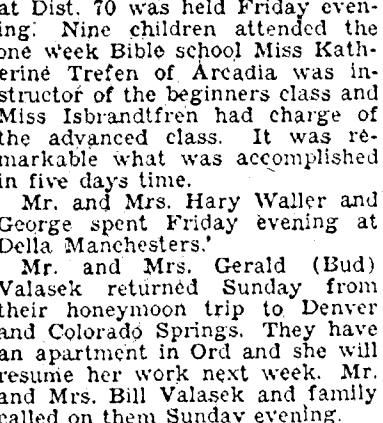 at Dist. 70 was held Friday even-
ing. Nine children attended the
one week Bible school Miss Kath-
erine Trefen of Arcadia was in-
structor of the beginners class and
Miss Isbrandtfren had charge of
the advanced class. It was re-
markable what was accomplished
in five days time.
Mr. and Mrs. Hary Waller and
George spent Friday evening at
Della Manchesters.'
Mr. and Mrs. Gerald (Bud)
Valasek returned Sunday from
their honeymoon trip to Denver
and Colorado Springs. They have
an apartment in Ord and she will
resume her work next week. Mr.
and Mrs. Bill Valasek and family
called on them Sunday evening.